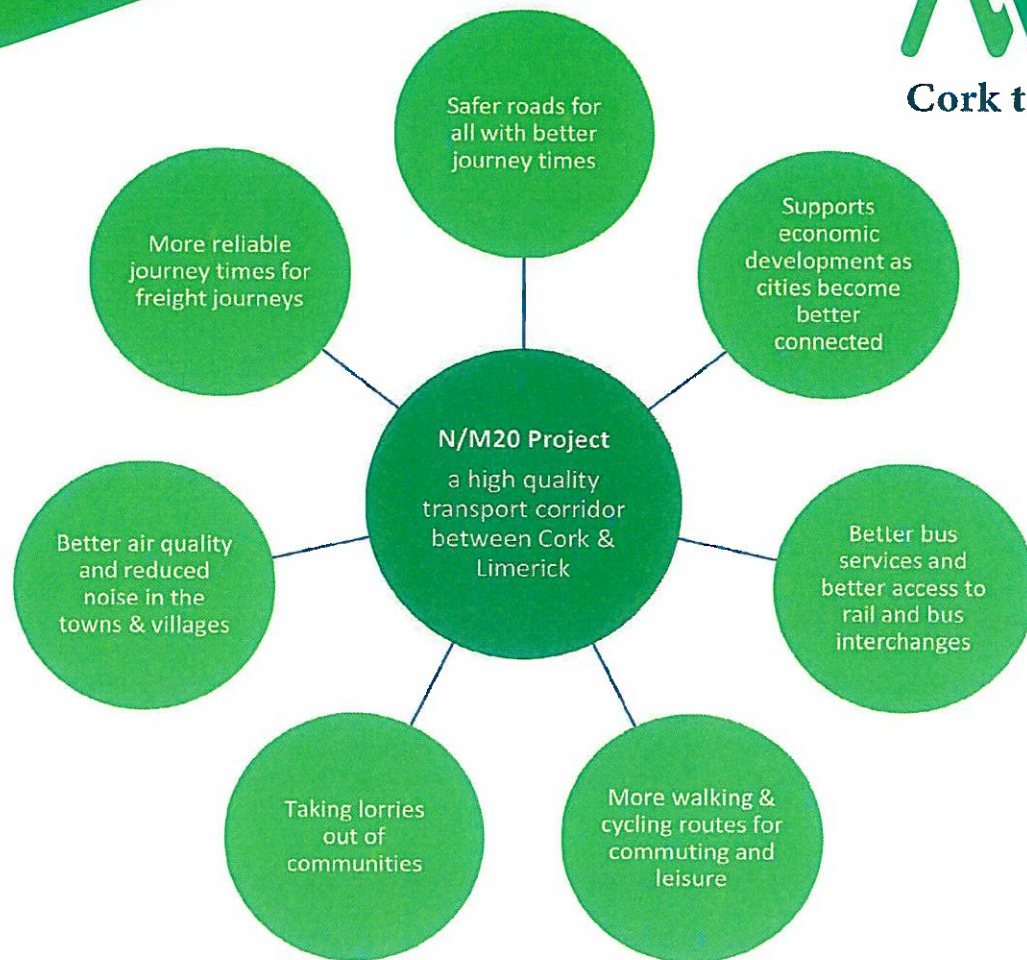 Cork t
Safer roads for
all with better
journey times
Supports
economic
development as
cities become
better
connected
More reliable
journey times for
freight journeys
N/M20 Project
a high quality
transport corridor
between Cork &
Limerick
Better bus
services and
better access to
rail and bus
interchanges
Better air quality
and reduced
noise in the
towns & villages
More walking &
cycling routes for
commuting and
leisure
Taking lorries
out of
communities